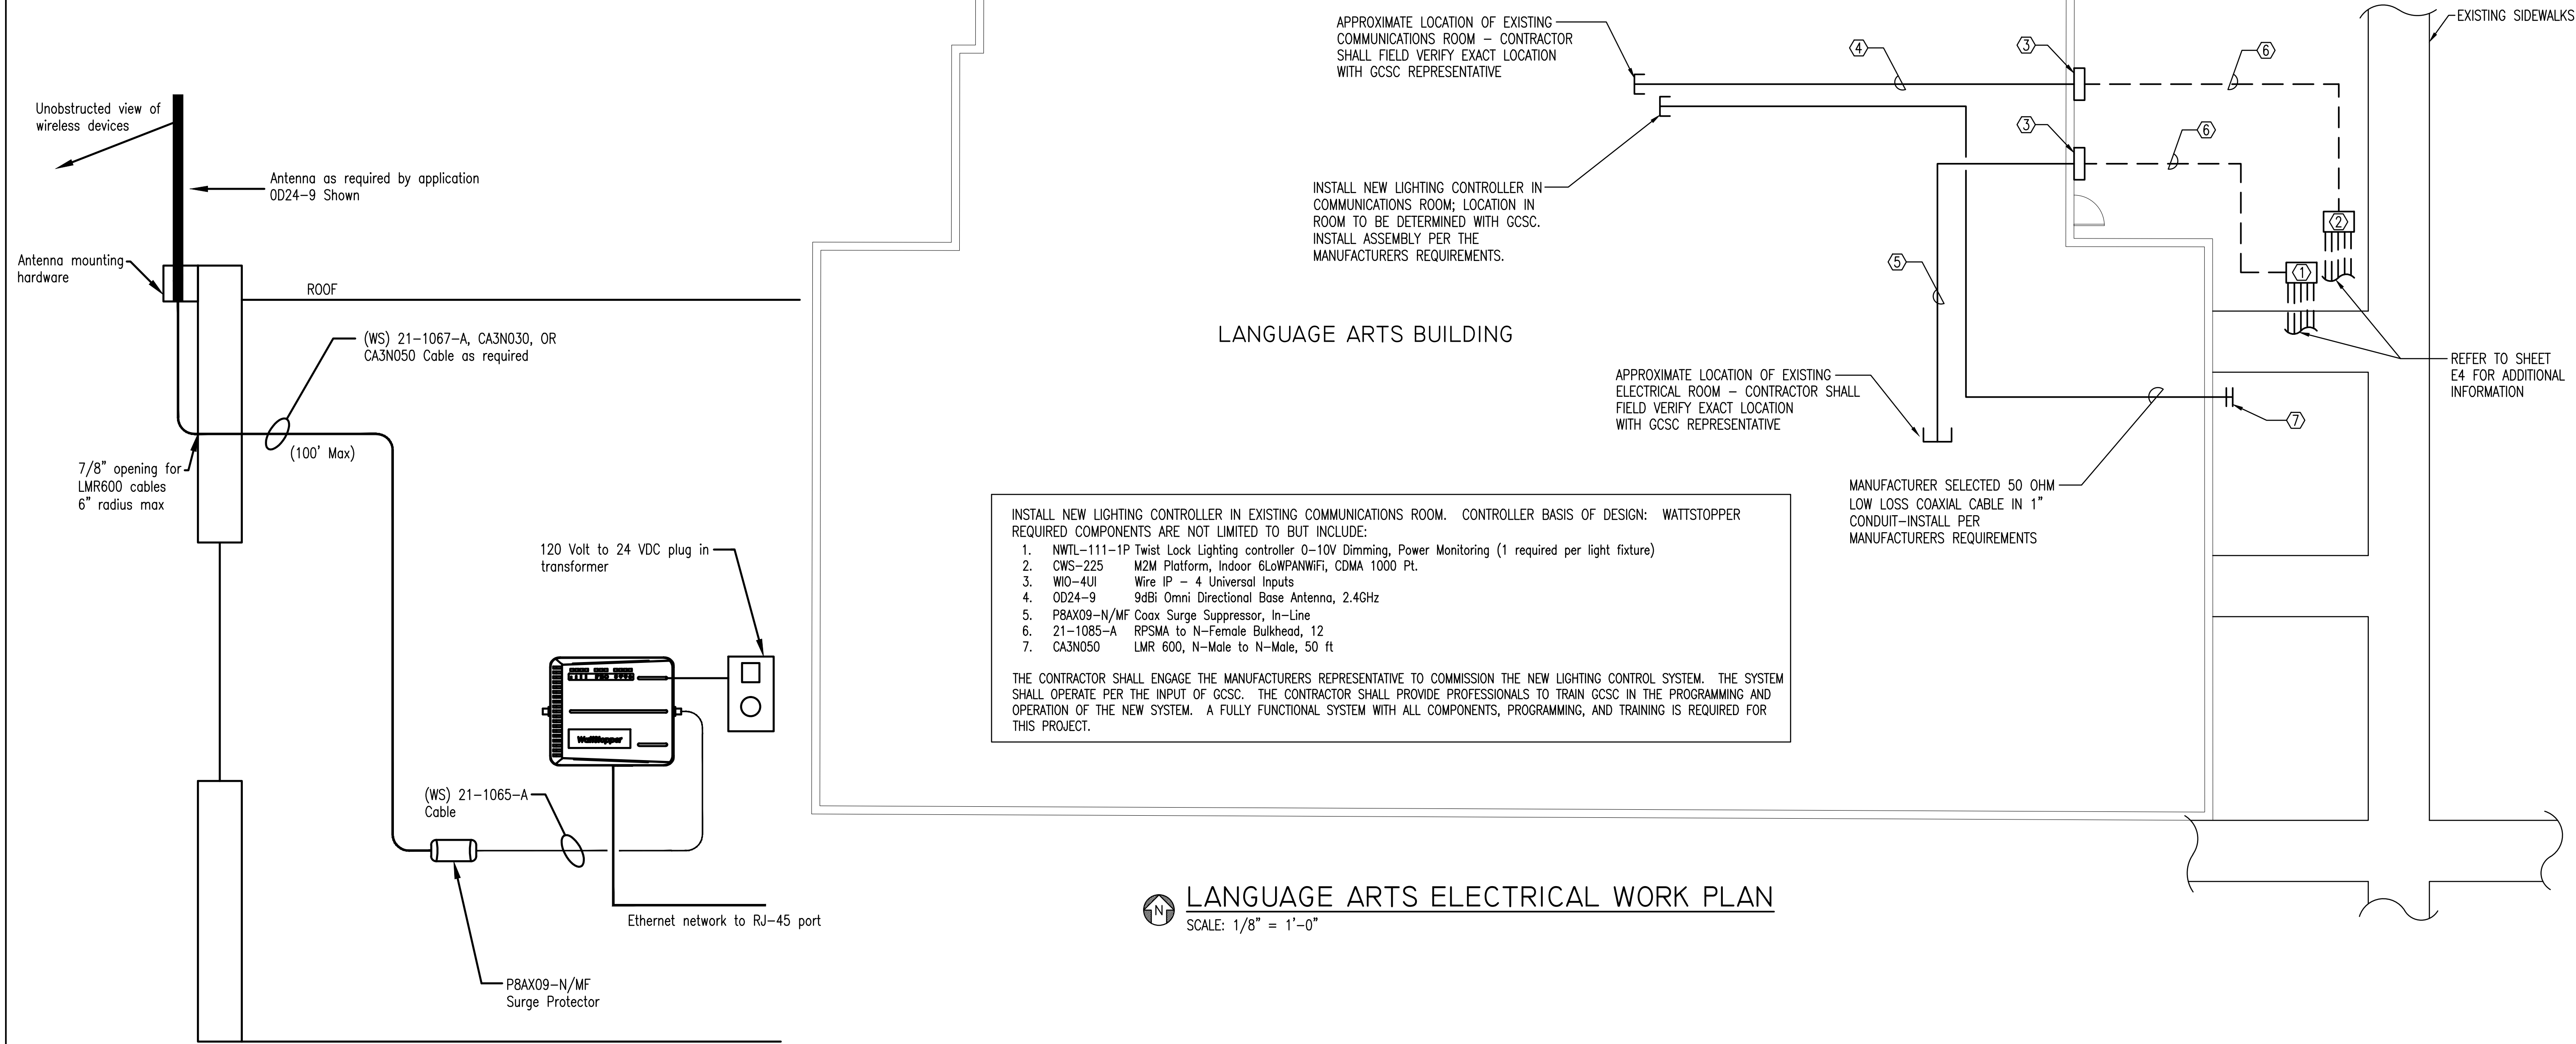 Unobstructed view of
wireless devices
Antenna as required by application
OD24-9 Shown
Antenna mounting
hardware
ROOF
(WS) 21-1067-A, CA3N030, OR
CA3N050 Cable as required
(100' Max)
7/8" opening for
LMR600 cables
6" radius max
120 Volt to 24 VDC plug in
transformer
WattStopper
(WS) 21-1065-A
Cable
Ethernet network to RJ-45 port
P8AX09-N/MF
Surge Protector
APPROXIMATE LOCATION OF EXISTING
COMMUNICATIONS ROOM - CONTRACTOR
SHALL FIELD VERIFY EXACT LOCATION
WITH GCSC REPRESENTATIVE
INSTALL NEW LIGHTING CONTROLLER IN
COMMUNICATIONS ROOM; LOCATION IN
ROOM TO BE DETERMINED WITH GCSC.
INSTALL ASSEMBLY PER THE
MANUFACTURERS REQUIREMENTS.
LANGUAGE ARTS BUILDING
APPROXIMATE LOCATION OF EXISTING
ELECTRICAL ROOM - CONTRACTOR SHALL
FIELD VERIFY EXACT LOCATION
WITH GCSC REPRESENTATIVE
4
3
6
3
6
5
2
1
7
EXISTING SIDEWALKS
REFER TO SHEET
E4 FOR ADDITIONAL
INFORMATION
MANUFACTURER SELECTED 50 OHM
LOW LOSS COAXIAL CABLE IN 1"
CONDUIT-INSTALL PER
MANUFACTURERS REQUIREMENTS
INSTALL NEW LIGHTING CONTROLLER IN EXISTING COMMUNICATIONS ROOM. CONTROLLER BASIS OF DESIGN: WATTSTOPPER
REQUIRED COMPONENTS ARE NOT LIMITED TO BUT INCLUDE:
1. NWTL-111-1P Twist Lock Lighting controller 0-10V Dimming, Power Monitoring (1 required per light fixture)
2. CWS-225 M2M Platform, Indoor 6LoWPANWiFi, CDMA 1000 Pt.
3. WIO-4UI Wire IP - 4 Universal Inputs
4. OD24-9 9dBi Omni Directional Base Antenna, 2.4GHz
5. P8AX09-N/MF Coax Surge Suppressor, In-Line
6. 21-1085-A RPSMA to N-Female Bulkhead, 12
7. CA3N050 LMR 600, N-Male to N-Male, 50 ft
THE CONTRACTOR SHALL ENGAGE THE MANUFACTURERS REPRESENTATIVE TO COMMISSION THE NEW LIGHTING CONTROL SYSTEM. THE SYSTEM
SHALL OPERATE PER THE INPUT OF GCSC. THE CONTRACTOR SHALL PROVIDE PROFESSIONALS TO TRAIN GCSC IN THE PROGRAMMING AND
OPERATION OF THE NEW SYSTEM. A FULLY FUNCTIONAL SYSTEM WITH ALL COMPONENTS, PROGRAMMING, AND TRAINING IS REQUIRED FOR
THIS PROJECT.
N
LANGUAGE ARTS ELECTRICAL WORK PLAN
SCALE: 1/8" = 1'-0"